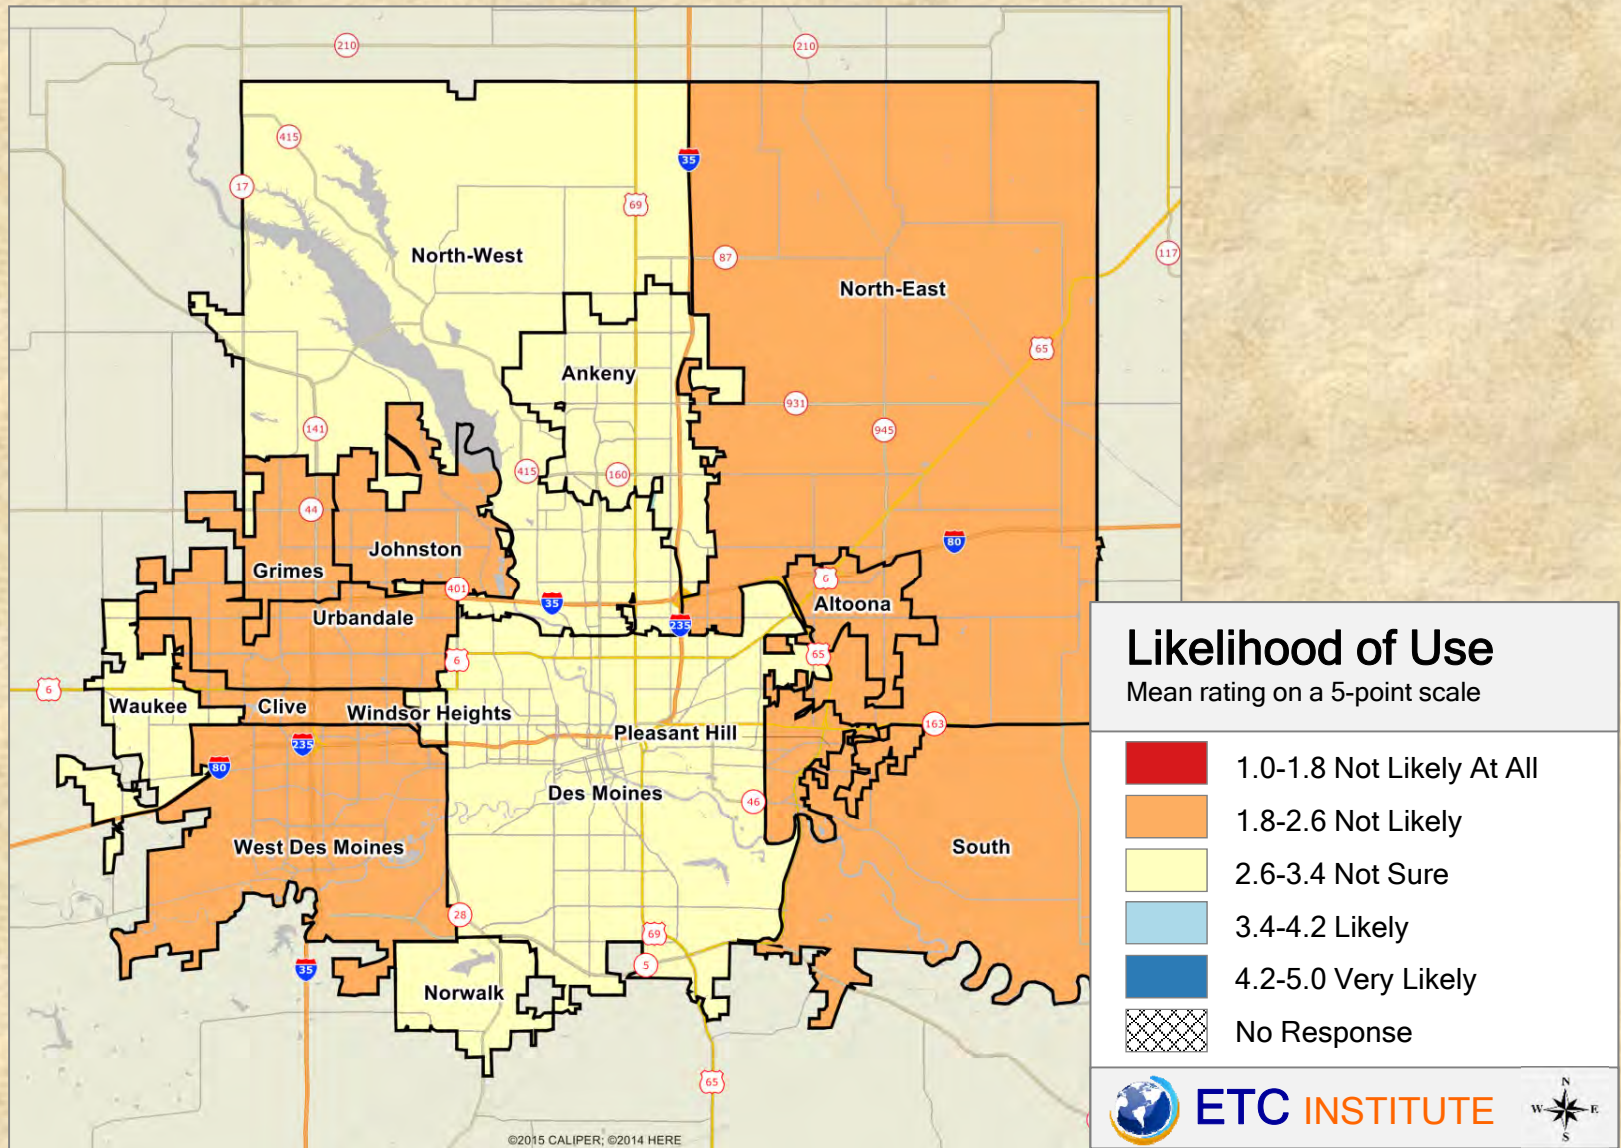 210
210
415
17
35
69
North-West
87
117
North-East
65
Ankeny
931
141
945
415
160
44
80
Johnston
Grimes
6
401
35
Altoona
Urbandale
235
65
6
6
Waukee
Clive
Windsor Heights
163
Pleasant Hill
235
80
Des Moines
46
West Des Moines
South
28
69
5
35
Norwalk
65
©2015 CALIPER; ©2014 HERE
Likelihood of Use
Mean rating on a 5-point scale
1.0-1.8 Not Likely At All
1.8-2.6 Not Likely
2.6-3.4 Not Sure
3.4-4.2 Likely
4.2-5.0 Very Likely
No Response
ETC INSTITUTE
N
W E
S